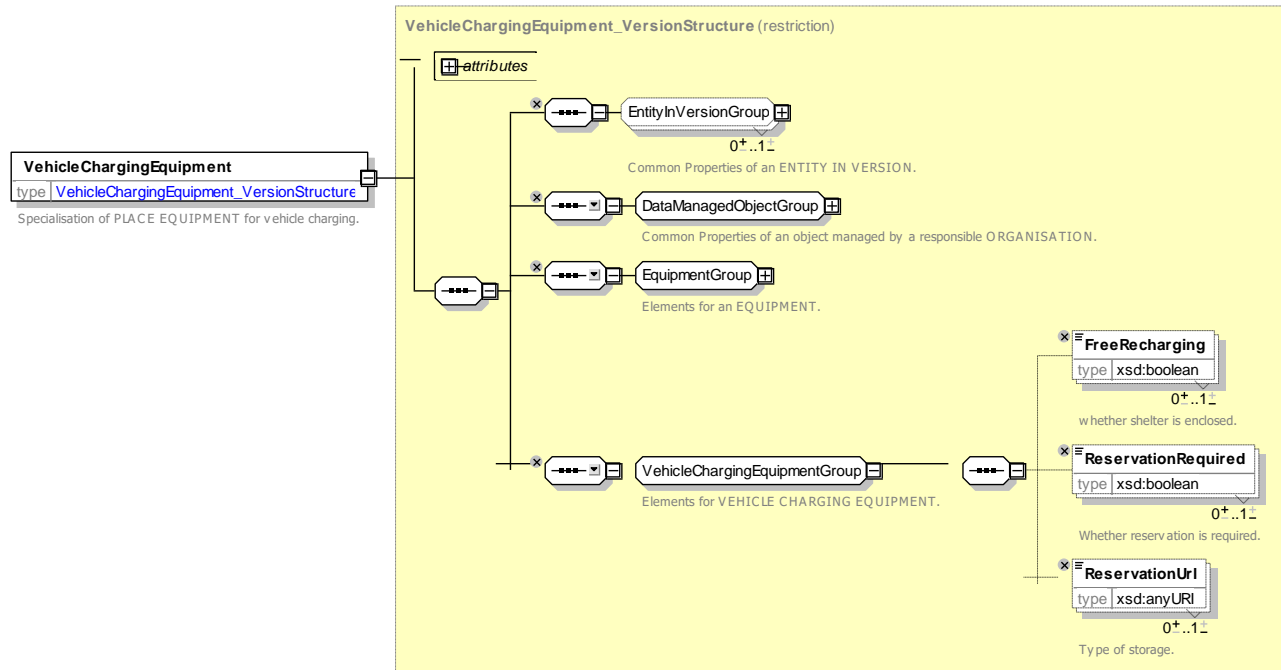 VehicleChargingEquipment_VersionStructure (restriction)
attributes
EntityInVersionGroup
0..1
Common Properties of an ENTITY IN VERSION.
VehicleChargingEquipment
type VehicleChargingEquipment_VersionStructure
Specialisation of PLACE EQUIPMENT for vehicle charging.
DataManagedObjectGroup
Common Properties of an object managed by a responsible ORGANISATION.
EquipmentGroup
Elements for an EQUIPMENT.
FreeRecharging
type xsd:boolean
0..1
whether shelter is enclosed.
VehicleChargingEquipmentGroup
Elements for VEHICLE CHARGING EQUIPMENT.
ReservationRequired
type xsd:boolean
0..1
Whether reservation is required.
ReservationUrl
type xsd:anyURI
0..1
Type of storage.